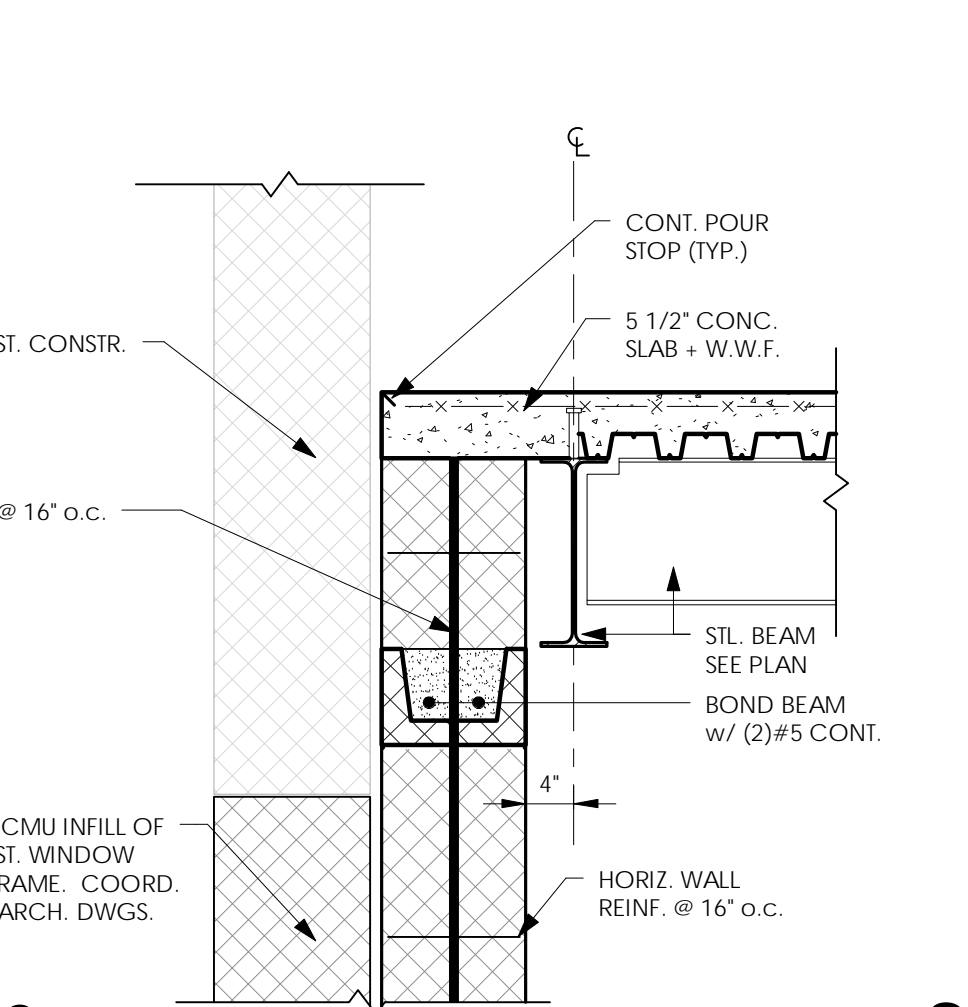 ℄
CONT. POUR
STOP (TYP.)
5 1/2" CONC.
SLAB + W.W.F.
ST. CONSTR.
@ 16" o.c.
STL. BEAM
SEE PLAN
BOND BEAM
w/ (2)#5 CONT.
4"
CMU INFILL OF
ST. WINDOW
RAME. COORD.
ARCH. DWGS.
HORIZ. WALL
REINF. @ 16" o.c.